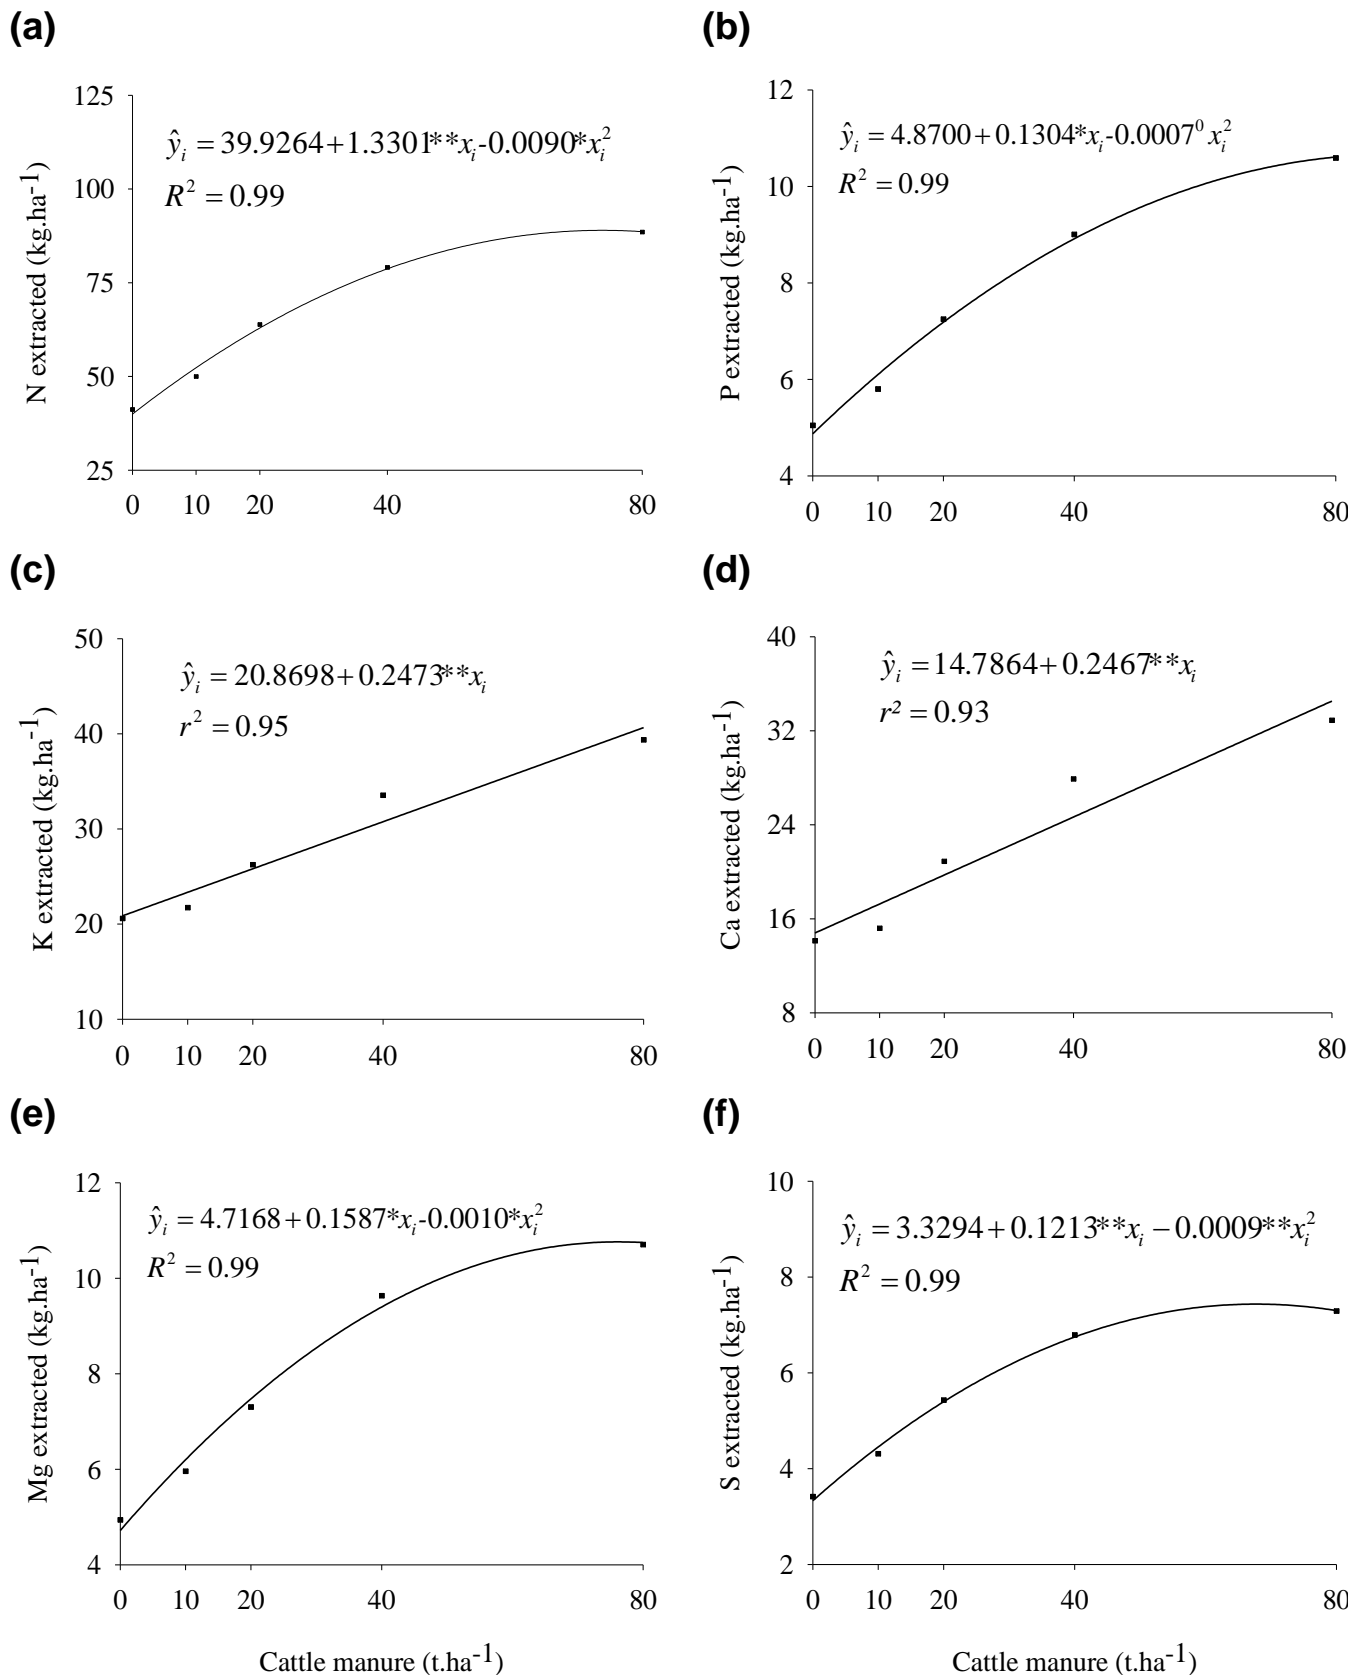 (a)
N extracted (kg.ha⁻¹)
125
100
75
50
25
ŷᵢ = 39.9264+1.3301**xᵢ-0.0090*xᵢ²
R² = 0.99
0 10 20 40 80
(b)
P extracted (kg.ha⁻¹)
12
10
8
6
4
ŷᵢ = 4.8700+0.1304*xᵢ-0.0007⁰ xᵢ²
R² = 0.99
0 10 20 40 80
(c)
K extracted (kg.ha⁻¹)
50
40
30
20
10
ŷᵢ = 20.8698+0.2473**xᵢ
r² = 0.95
0 10 20 40 80
(d)
Ca extracted (kg.ha⁻¹)
40
32
24
16
8
ŷᵢ = 14.7864+0.2467**xᵢ
r² = 0.93
0 10 20 40 80
(e)
Mg extracted (kg.ha⁻¹)
12
10
8
6
4
ŷᵢ = 4.7168+0.1587*xᵢ-0.0010*xᵢ²
R² = 0.99
0 10 20 40 80
Cattle manure (t.ha⁻¹)
(f)
S extracted (kg.ha⁻¹)
10
8
6
4
2
ŷᵢ = 3.3294+0.1213**xᵢ − 0.0009**xᵢ²
R² = 0.99
0 10 20 40 80
Cattle manure (t.ha⁻¹)